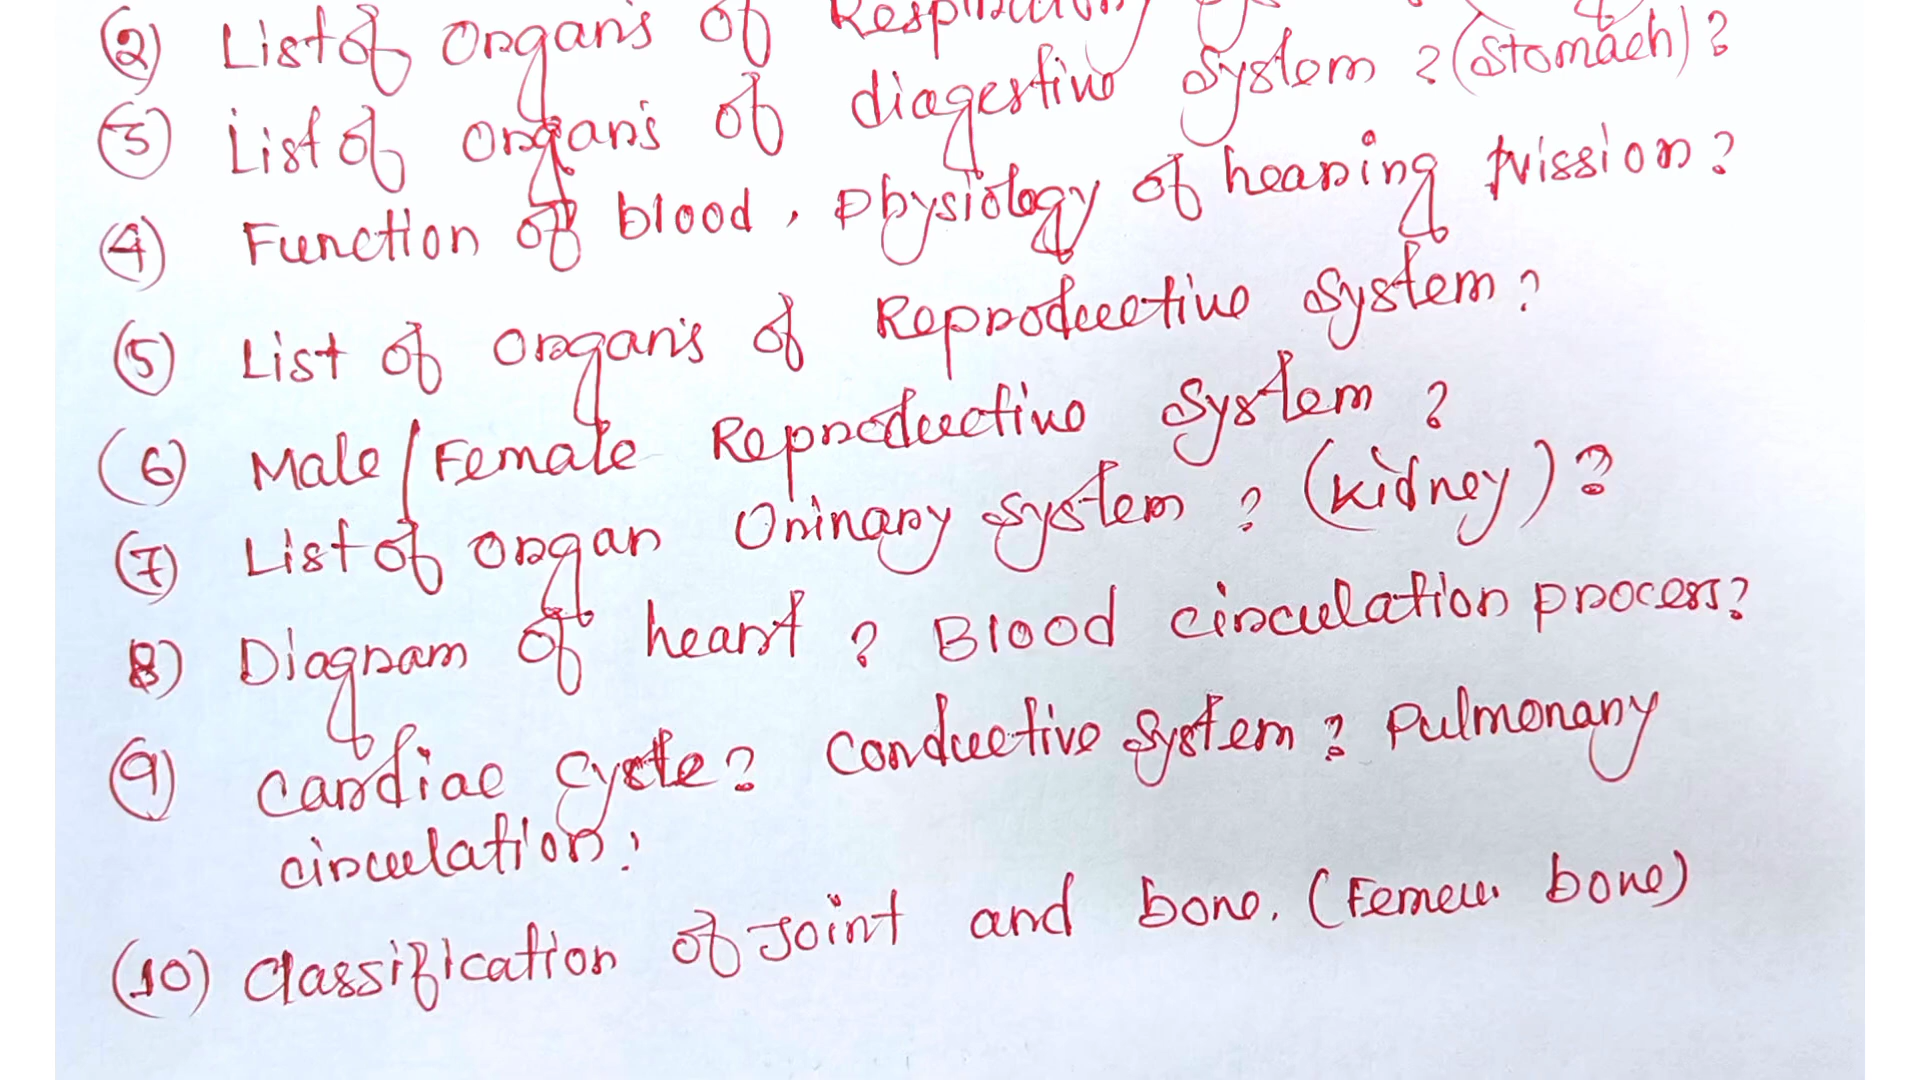 (2) List of Organs of Respiratory
(3) List of organs of diagestive system ? (Stomach) ?
(4) Function of blood, physiology of hearing vission ?
(5) List of organ's of Reproductive system ?
(6) Male / Female Reproductive system ?
(7) List of organ Urinary system ? (Kidney) ?
(8) Diagram of heart ? Blood circulation process ?
(9) Cardiac cycle ? Conductive system ? Pulmonary
circulation ?
(10) Classification of Joint and bone. (Femeur bone)